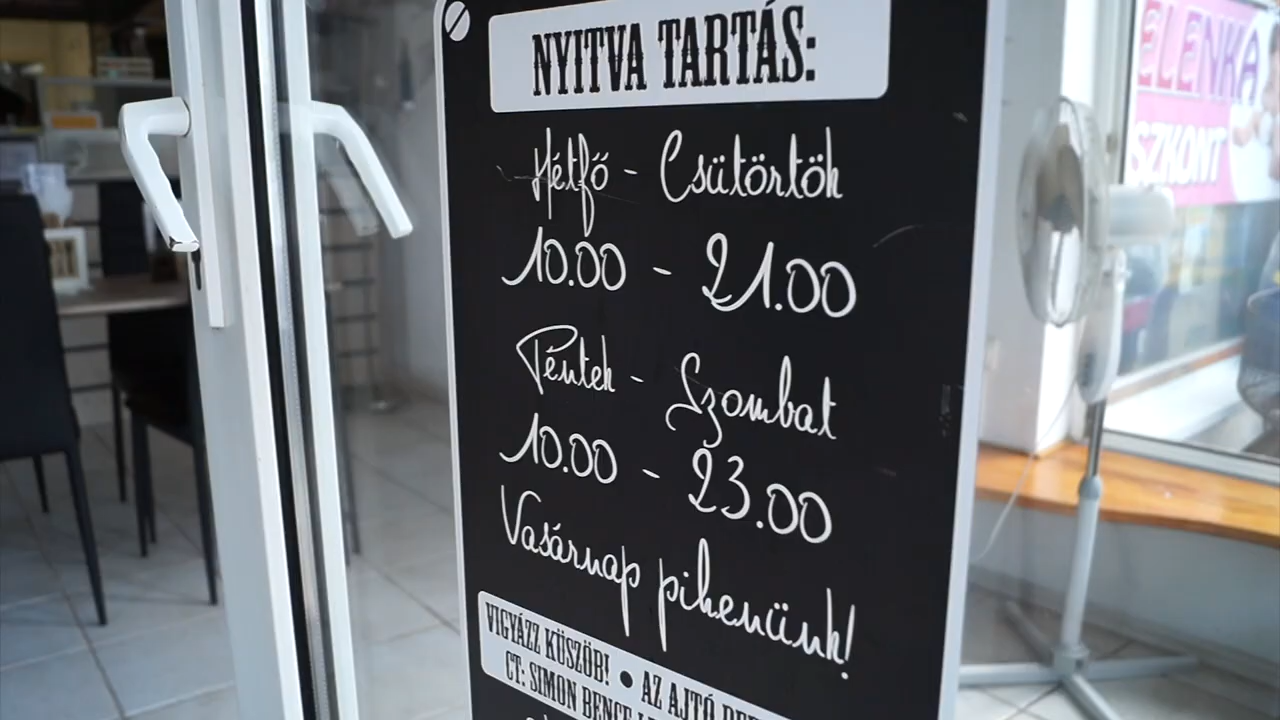 NYITVA TARTÁS:
Hétfő - Csütörtök
10.00 - 21.00
Péntek - Szombat
10.00 - 23.00
Vasárnap pihenünk!
VIGYÁZZ KÜSZÖB! • AZ AJTÓ
CT: SIMON BENCE
ELENKA
SZKONT